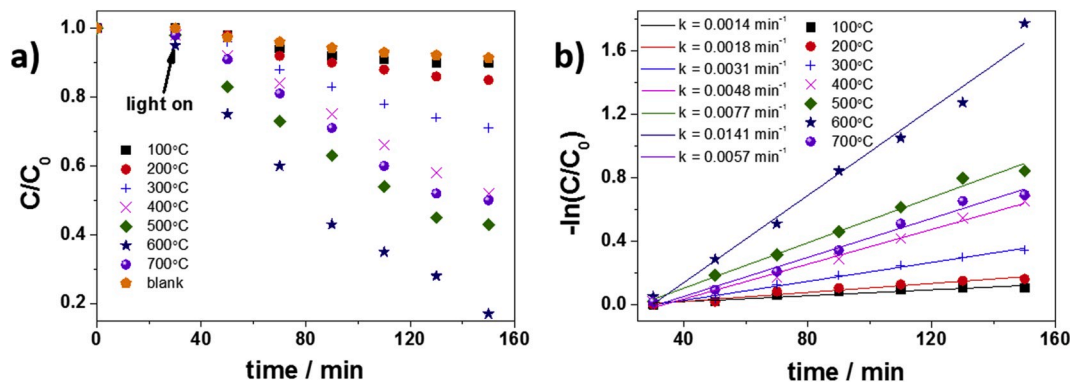 a)
C/C0
1.0
0.8
0.6
0.4
0.2
light on
100°C
200°C
300°C
400°C
500°C
600°C
700°C
blank
0
40
80
120
160
time / min
b)
-ln(C/C0)
1.6
1.2
0.8
0.4
0.0
k = 0.0014 min-1
k = 0.0018 min-1
k = 0.0031 min-1
k = 0.0048 min-1
k = 0.0077 min-1
k = 0.0141 min-1
k = 0.0057 min-1
100°C
200°C
300°C
400°C
500°C
600°C
700°C
40
80
120
160
time / min